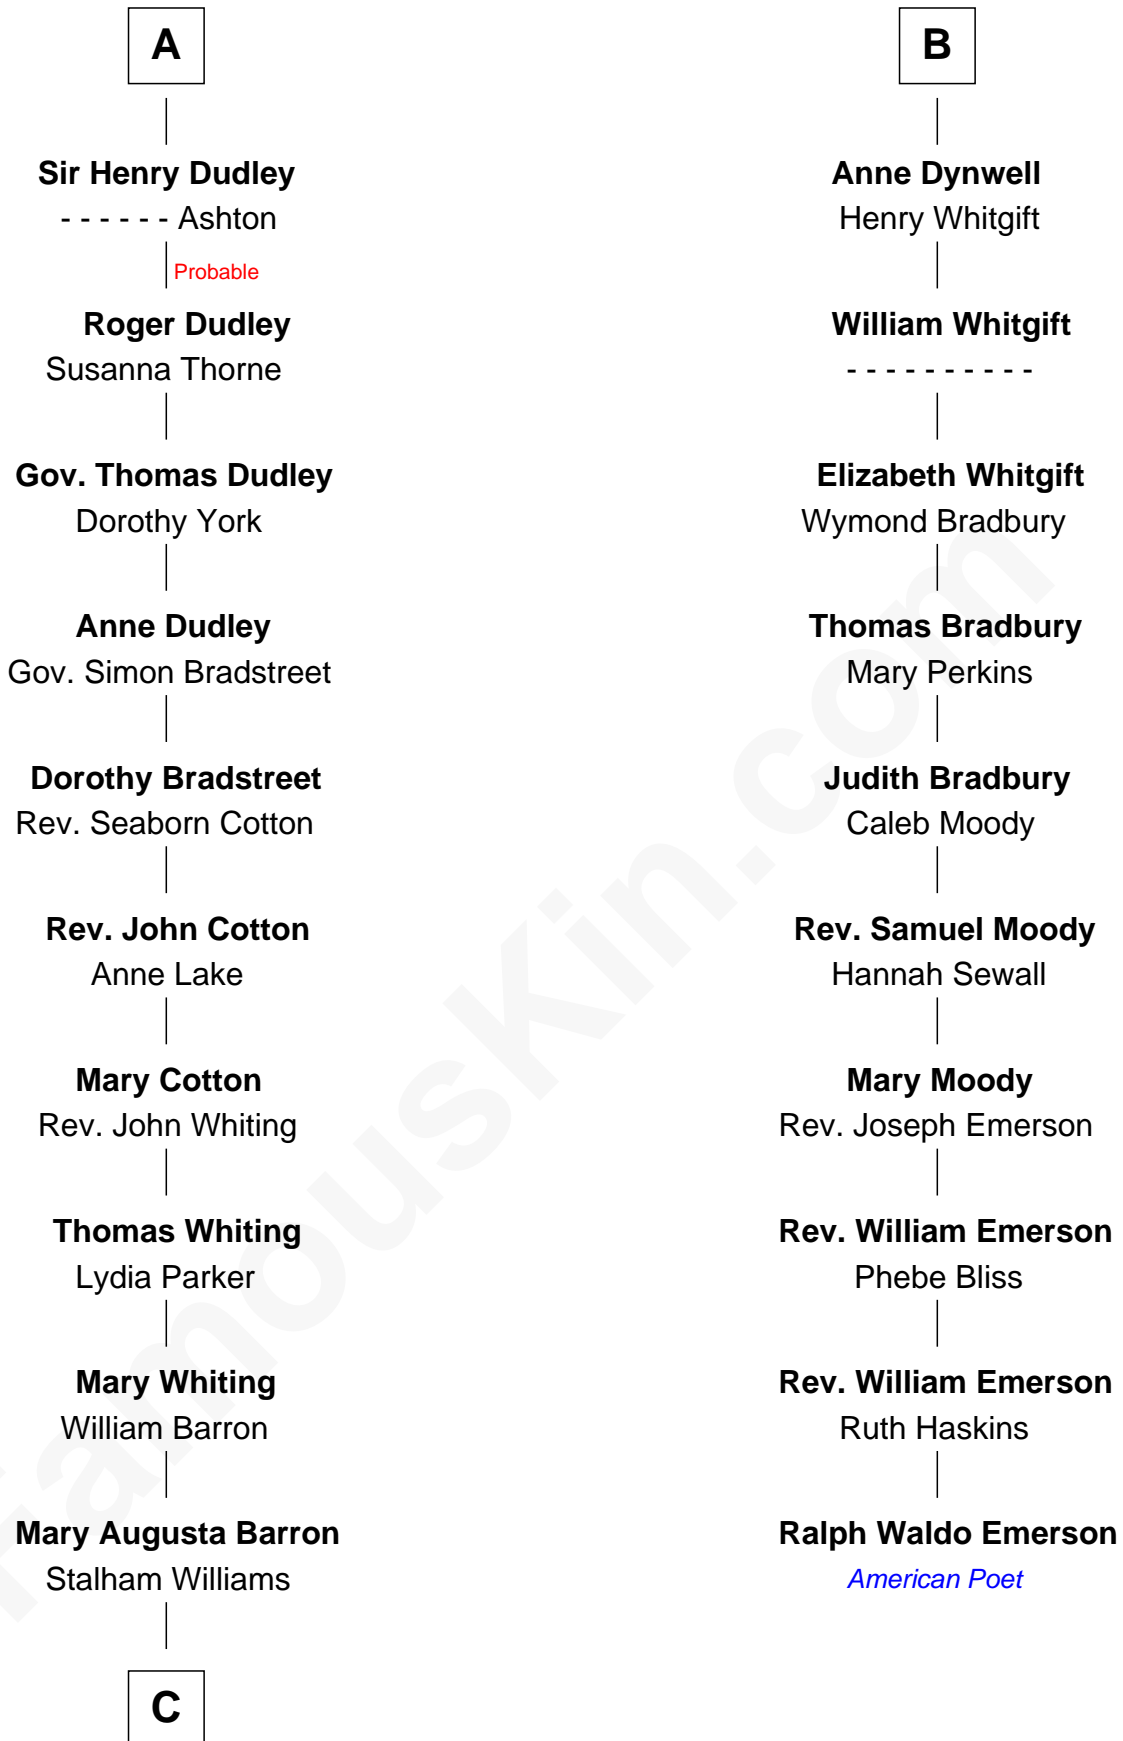 A
Sir Henry Dudley
- - - - - - Ashton
Probable
Roger Dudley
Susanna Thorne
Gov. Thomas Dudley
Dorothy York
Anne Dudley
Gov. Simon Bradstreet
Dorothy Bradstreet
Rev. Seaborn Cotton
Rev. John Cotton
Anne Lake
Mary Cotton
Rev. John Whiting
Thomas Whiting
Lydia Parker
Mary Whiting
William Barron
Mary Augusta Barron
Stalham Williams
C
B
Anne Dynwell
Henry Whitgift
William Whitgift
- - - - - - - - - -
Elizabeth Whitgift
Wymond Bradbury
Thomas Bradbury
Mary Perkins
Judith Bradbury
Caleb Moody
Rev. Samuel Moody
Hannah Sewall
Mary Moody
Rev. Joseph Emerson
Rev. William Emerson
Phebe Bliss
Rev. William Emerson
Ruth Haskins
Ralph Waldo Emerson
American Poet
FamousKin.com